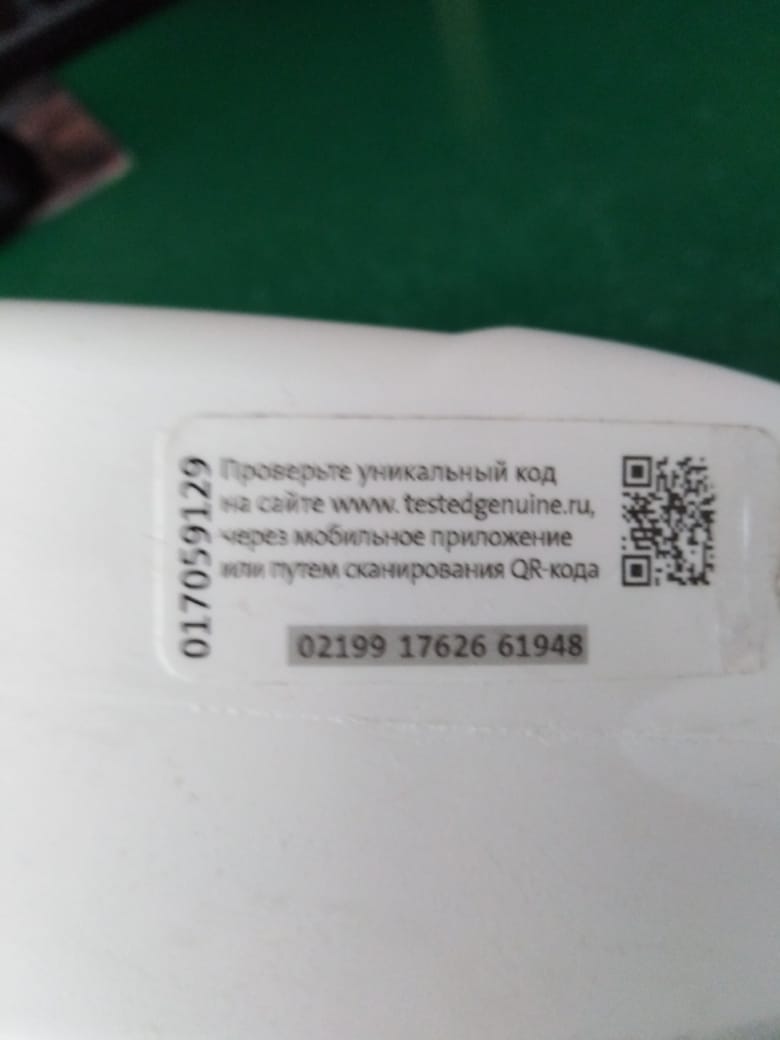 017059129
Проверьте уникальный код
на сайте www. testedgenuine.ru,
через мобильное приложение
или путем сканирования QR-кода
02199 17626 61948